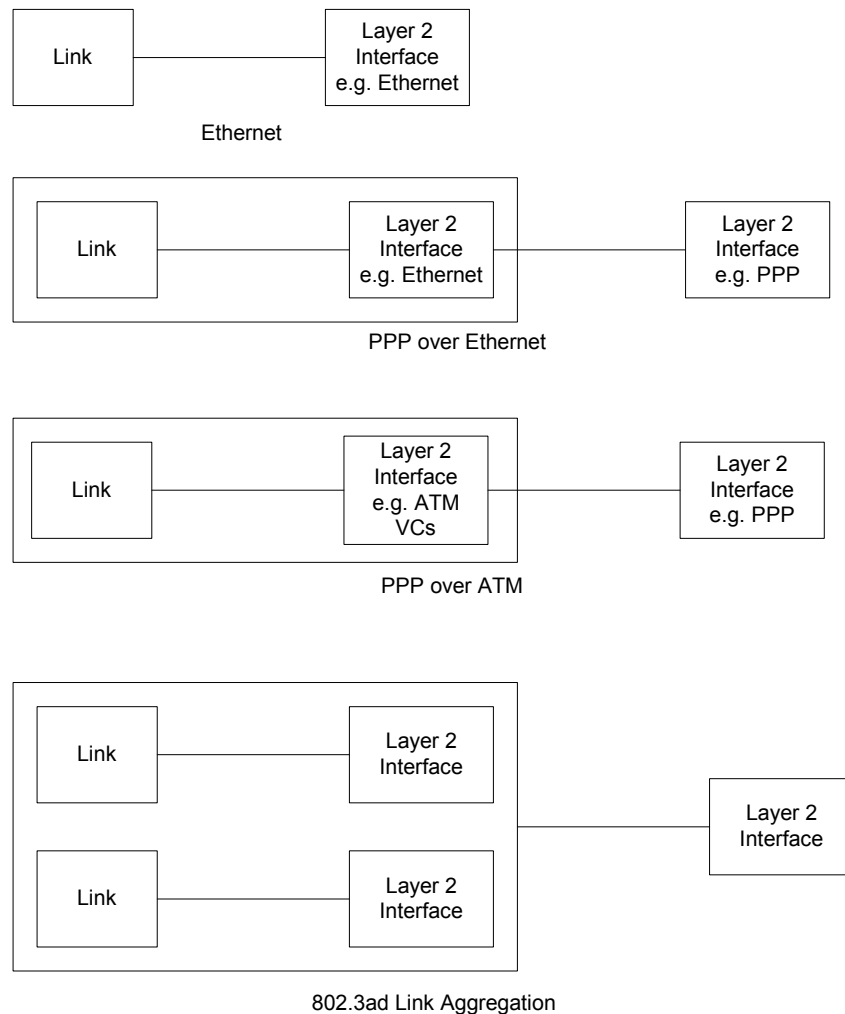 Link
Layer 2
Interface
e.g. Ethernet
Ethernet
Link
Layer 2
Interface
e.g. Ethernet
Layer 2
Interface
e.g. PPP
PPP over Ethernet
Link
Layer 2
Interface
e.g. ATM
VCs
Layer 2
Interface
e.g. PPP
PPP over ATM
Link
Layer 2
Interface
Layer 2
Interface
Link
Layer 2
Interface
802.3ad Link Aggregation